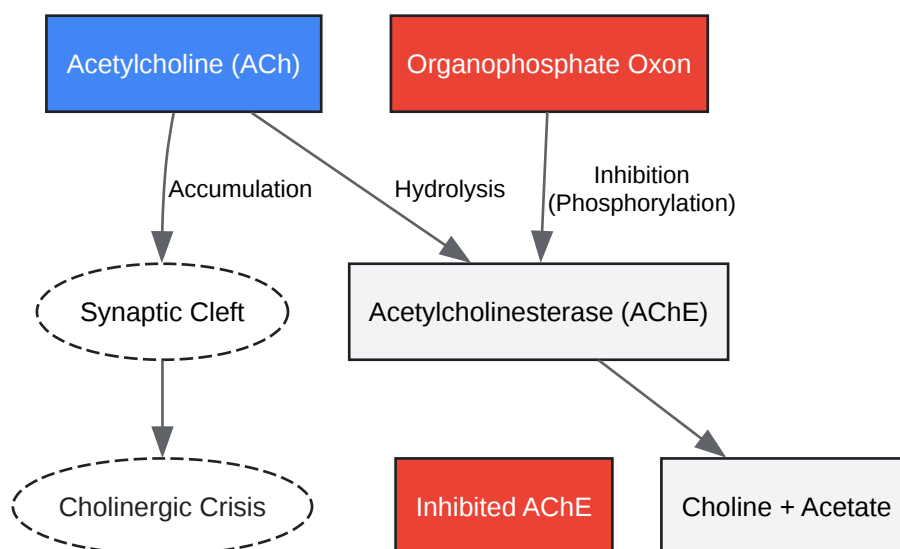 Acetylcholine (ACh)
Organophosphate Oxon
Accumulation
Hydrolysis
Inhibition
(Phosphorylation)
Synaptic Cleft
Acetylcholinesterase (AChE)
Cholinergic Crisis
Inhibited AChE
Choline + Acetate